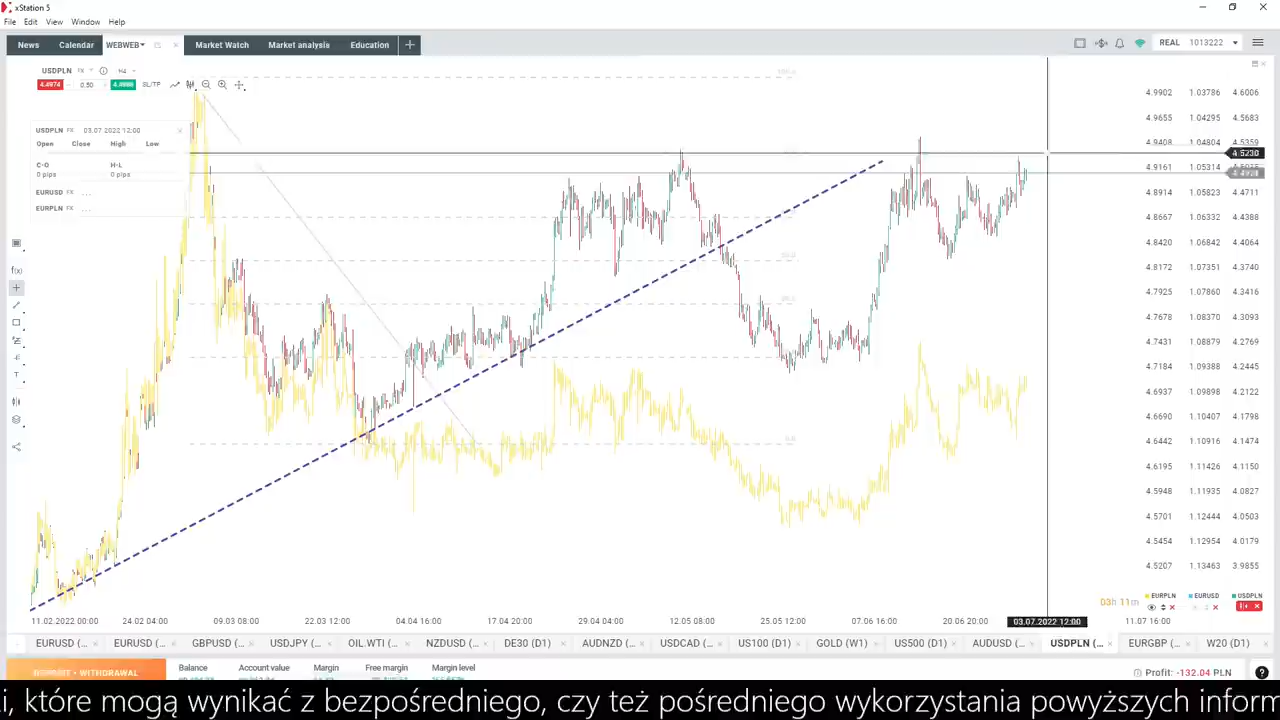 xStation 5
File Edit View Window Help
News Calendar WEBWEB Market Watch Market analysis Education
REAL 1013222
USDPLN FX H4
4.4974 0.50 SL/TP
USDPLN FX 03.07.2022 12:00
Open Close High Low
C-O H-L
0 pips 0 pips
EURUSD FX ...
EURPLN FX ...
4.9902 1.03786 4.6006
4.9655 1.04295 4.5683
4.9408 1.04804 4.5359
4.5230
4.9161 1.05314
4.8914 1.05823 4.4711
4.8667 1.06332 4.4388
4.8420 1.06842 4.4064
4.8172 1.07351 4.3740
4.7925 1.07860 4.3416
4.7678 1.08370 4.3093
4.7431 1.08879 4.2769
4.7184 1.09388 4.2445
4.6937 1.09898 4.2122
4.6690 1.10407 4.1798
4.6442 1.10916 4.1474
4.6195 1.11426 4.1150
4.5948 1.11935 4.0827
4.5701 1.12444 4.0503
4.5454 1.12954 4.0179
4.5207 1.13463 3.9855
EURPLN EURUSD USDPLN
03h 11m
11.02.2022 00:00 24.02 04:00 09.03 08:00 22.03 12:00 04.04 16:00 17.04 20:00 29.04 04:00 12.05 08:00 25.05 12:00 07.06 16:00 20.06 20:00 03.07.2022 12:00 11.07 16:00
EURUSD (... EURUSD (... GBPUSD (... USDJPY (... OIL.WTI (... NZDUSD (... DE30 (D1) AUDNZD (... USDCAD (... US100 (D1) GOLD (W1) US500 (D1) AUDUSD (... USDPLN (... EURGBP (... W20 (D1)
WITHDRAWAL Balance Account value Margin Free margin Margin level Profit: -132.04 PLN
i, które mogą wynikać z bezpośredniego, czy też pośredniego wykorzystania powyższych inform